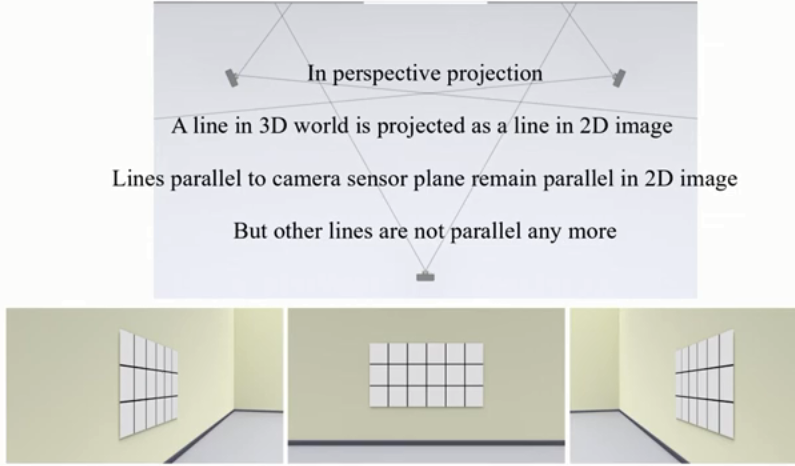 In perspective projection
A line in 3D world is projected as a line in 2D image
Lines parallel to camera sensor plane remain parallel in 2D image
But other lines are not parallel any more